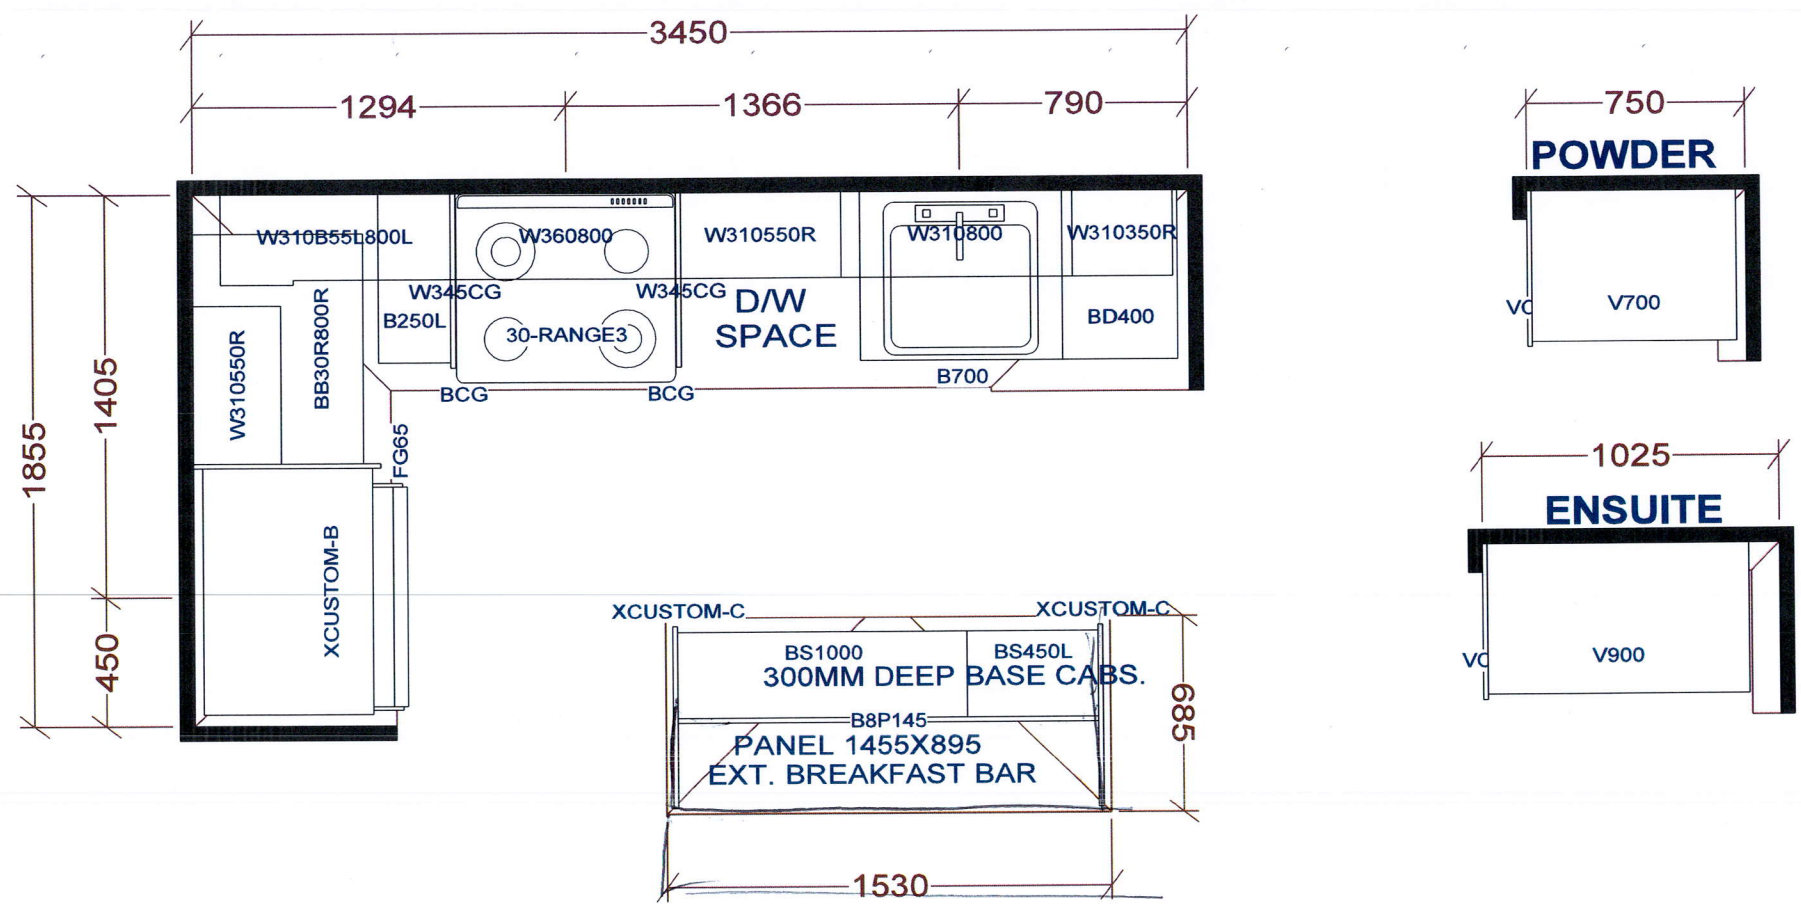 3450
1294
1366
790
750
POWDER
W310B55L800L
W360800
W310550R
W310800
W310350R
W345CG
W345CG
D/W
SPACE
B250L
30-RANGE3
BD400
VC
V700
W310550R
BB30R800R
1405
1855
BCG
BCG
B700
FG65
1025
ENSUITE
XCUSTOM-B
450
XCUSTOM-C
XCUSTOM-C
BS1000
BS450L
300MM DEEP BASE CABS.
VC
V900
B8P145
685
PANEL 1455X895
EXT. BREAKFAST BAR
1530